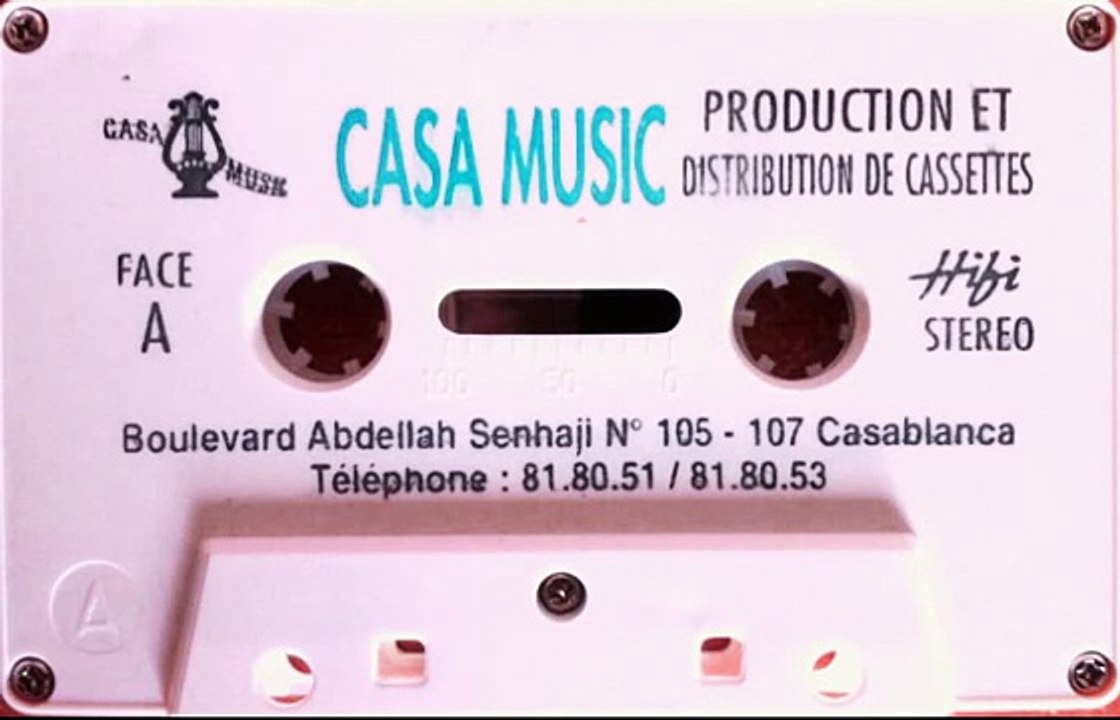 CASA MUSIC
CASA MUSIC
PRODUCTION ET
DISTRIBUTION DE CASSETTES
FACE
A
Hifi
STEREO
100 50 0
Boulevard Abdellah Senhaji N° 105 - 107 Casablanca
Téléphone : 81.80.51 / 81.80.53
A